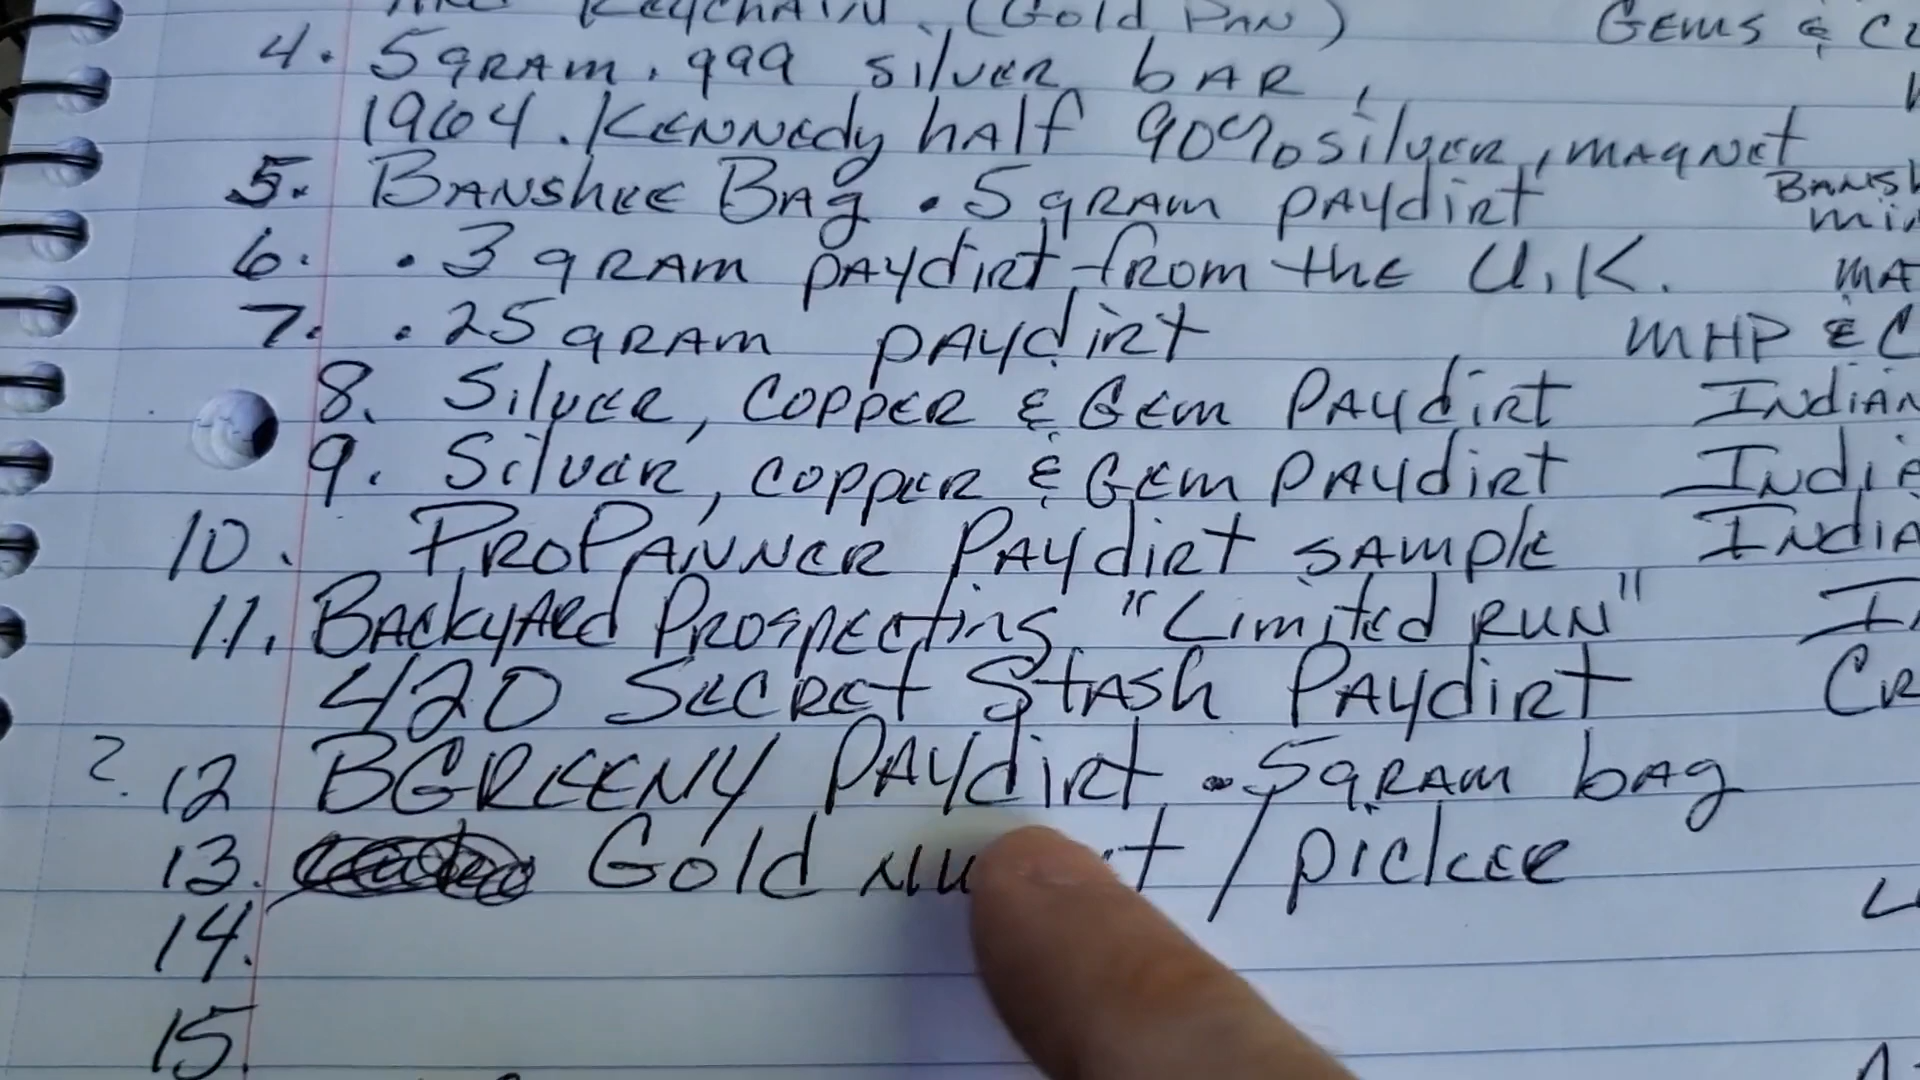 Keychain (Gold Pan) Gems &
4. 5 gram .999 silver bar,
1964 . Kennedy half 90% silver, magnet
5. Banshee Bag .5 gram paydirt
6. .3 gram paydirt from the U.K.
7. .25 gram paydirt MHP &
8. Silver, copper & Gem Paydirt
9. Silver, copper & Gem Paydirt
10. ProPanner Paydirt sample
11. Backyard Prospecting "Limited Run"
420 Secret Stash Paydirt
? 12 BGREENY Paydirt .5 gram bag
13. Gold / picker
14.
15.